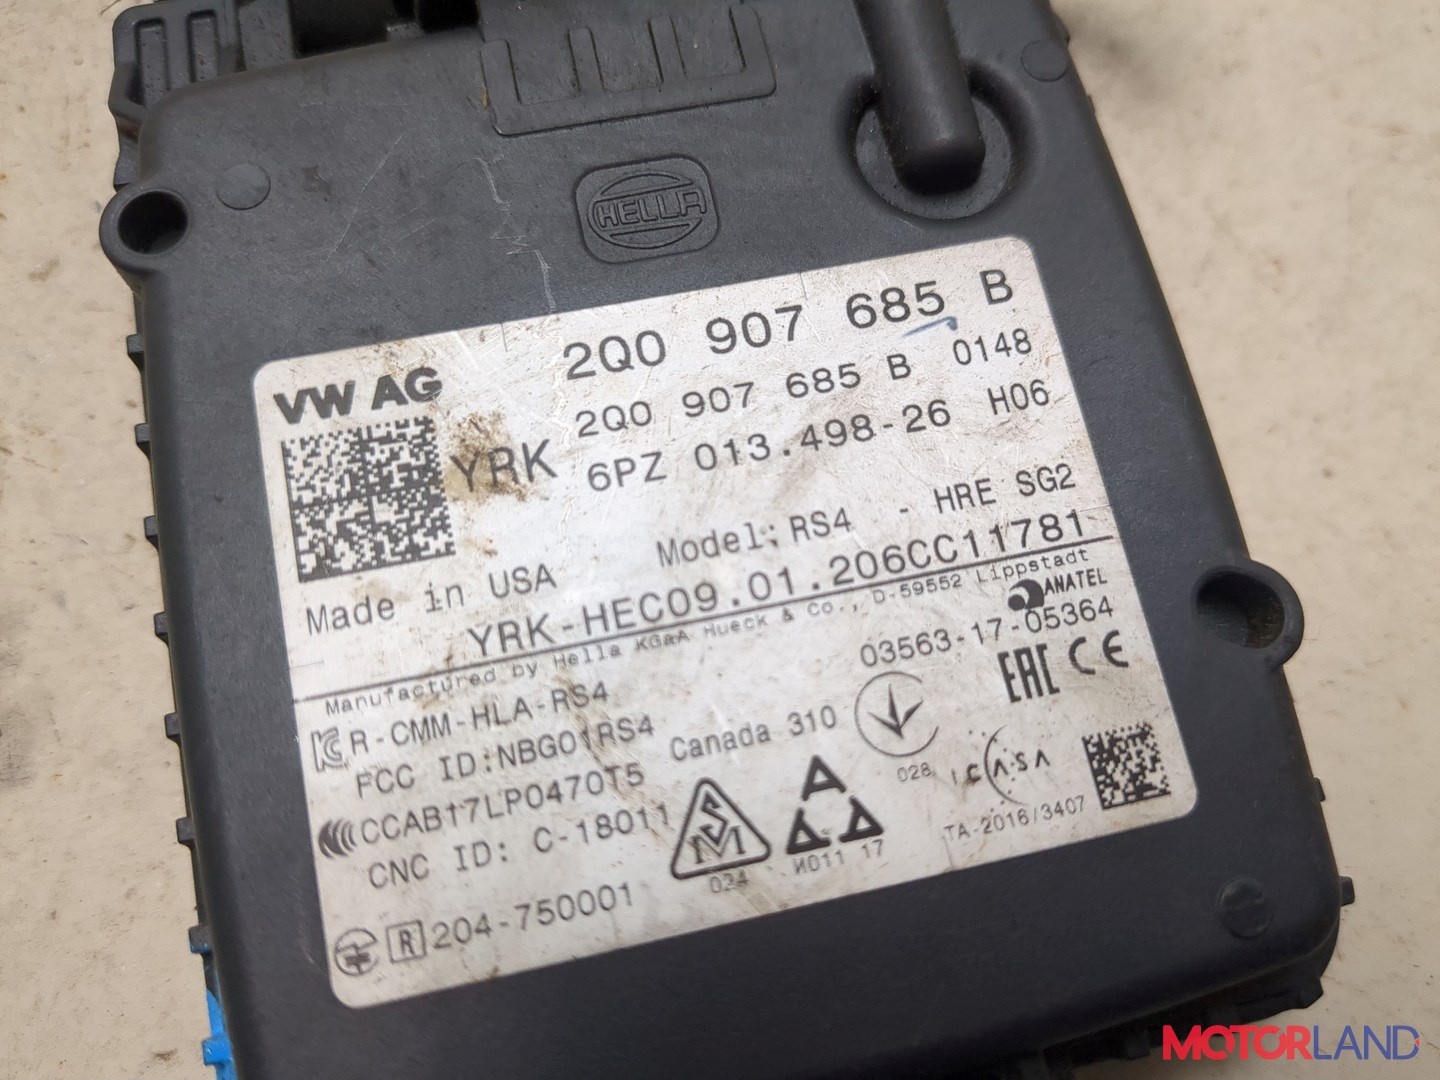 HELLA
VW AG
2Q0 907 685 B
2Q0 907 685 B 0148
YRK 6PZ 013.498-26 H06
Made in USA
Model: RS4 - HRE SG2
YRK-HEC09.01.206CC11781
Manufactured by Hella KGaA Hueck & Co., D-59552 Lippstadt
R-CMM-HLA-RS4
ANATEL
03563-17-05364
FCC ID:NBG01RS4
Canada 310
EAC CE
CCAB17LP0470T5
CNC ID: C-18011
SM
024
И011 17
028
ICASA
TA-2016/3407
R 204-750001
MOTORLAND